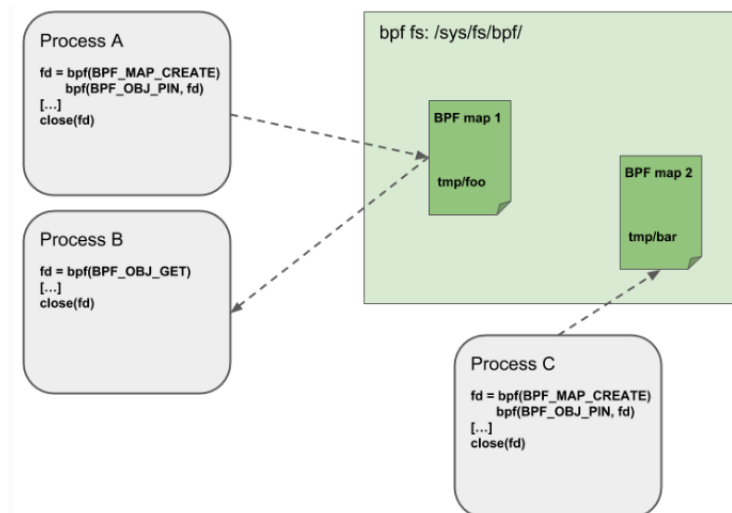 Process A
fd = bpf(BPF_MAP_CREATE)
bpf(BPF_OBJ_PIN, fd)
[...]
close(fd)
Process B
fd = bpf(BPF_OBJ_GET)
[...]
close(fd)
bpf fs: /sys/fs/bpf/
BPF map 1
tmp/foo
BPF map 2
tmp/bar
Process C
fd = bpf(BPF_MAP_CREATE)
bpf(BPF_OBJ_PIN, fd)
[...]
close(fd)